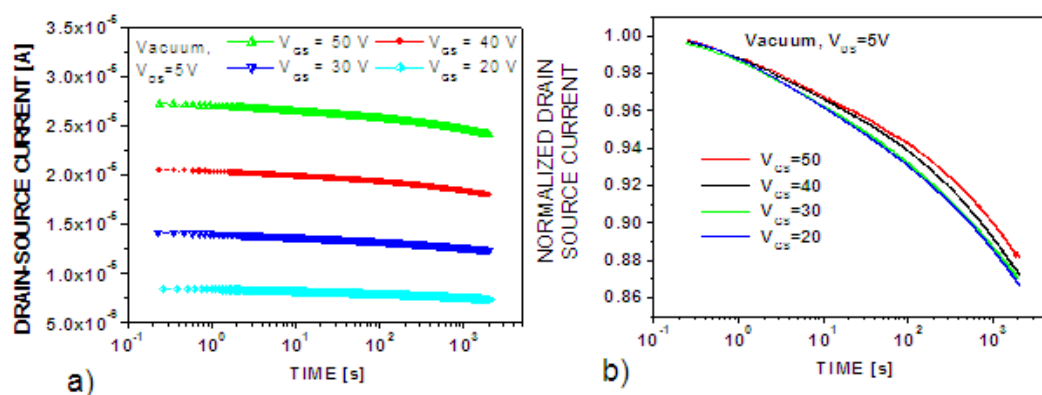 DRAIN-SOURCE CURRENT [A]
3.5x10-5
3.0x10-5
2.5x10-5
2.0x10-5
1.5x10-5
1.0x10-5
5.0x10-6
Vacuum,
VDS=5V
VGS = 50 V
VGS = 40 V
VGS = 30 V
VGS = 20 V
10-1
100
101
102
103
TIME [s]
a)
NORMALIZED DRAIN
SOURCE CURRENT
1.00
0.98
0.96
0.94
0.92
0.90
0.88
0.86
Vacuum, VDS=5V
VGS=50
VGS=40
VGS=30
VGS=20
10-1
100
101
102
103
TIME [s]
b)